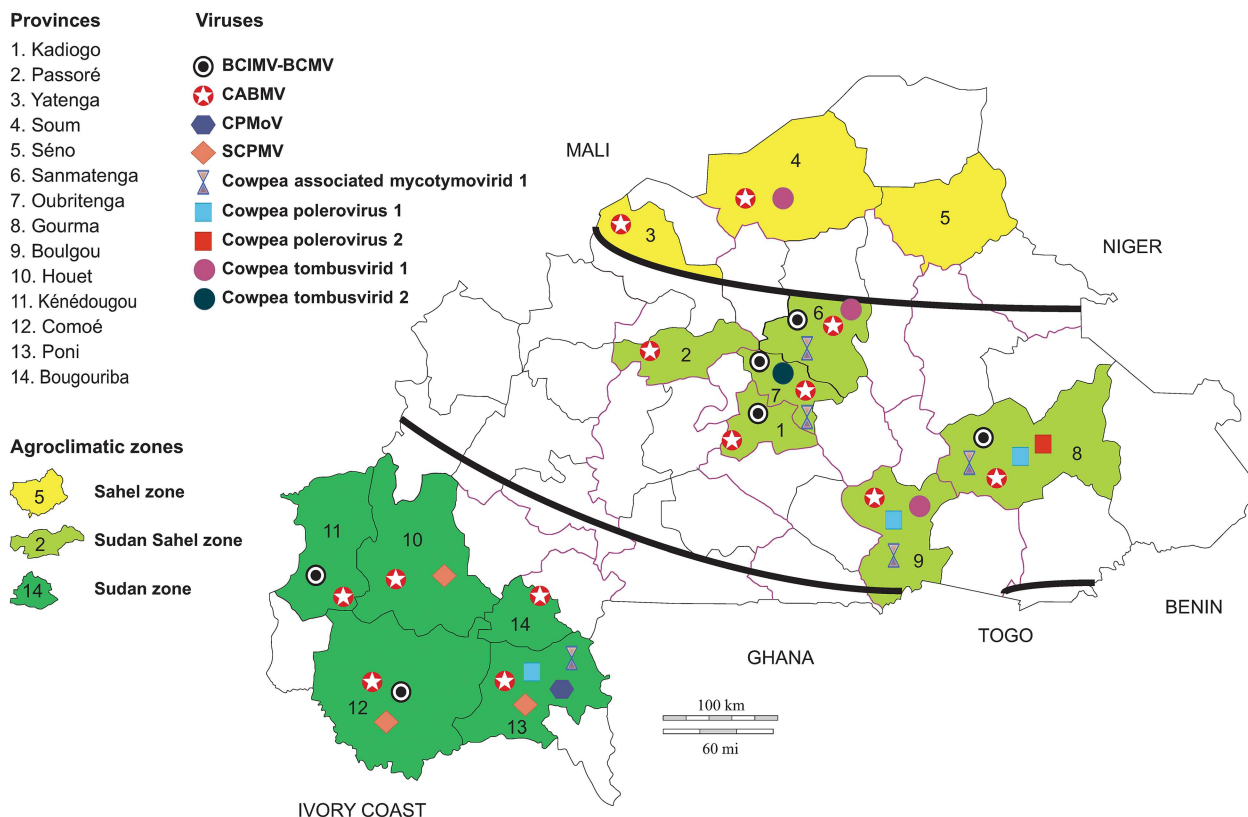 Provinces
1. Kadiogo
2. Passoré
3. Yatenga
4. Soum
5. Séno
6. Sanmatenga
7. Oubritenga
8. Gourma
9. Boulgou
10. Houet
11. Kénédougou
12. Comoé
13. Poni
14. Bougouriba
Viruses
BCIMV-BCMV
CABMV
CPMoV
SCPMV
Cowpea associated mycotymovirid 1
Cowpea polerovirus 1
Cowpea polerovirus 2
Cowpea tombusvirid 1
Cowpea tombusvirid 2
Agroclimatic zones
5 Sahel zone
2 Sudan Sahel zone
14 Sudan zone
MALI
4
5
3
NIGER
6
2
7
1
8
11
10
9
14
BENIN
TOGO
GHANA
12
13
100 km
60 mi
IVORY COAST